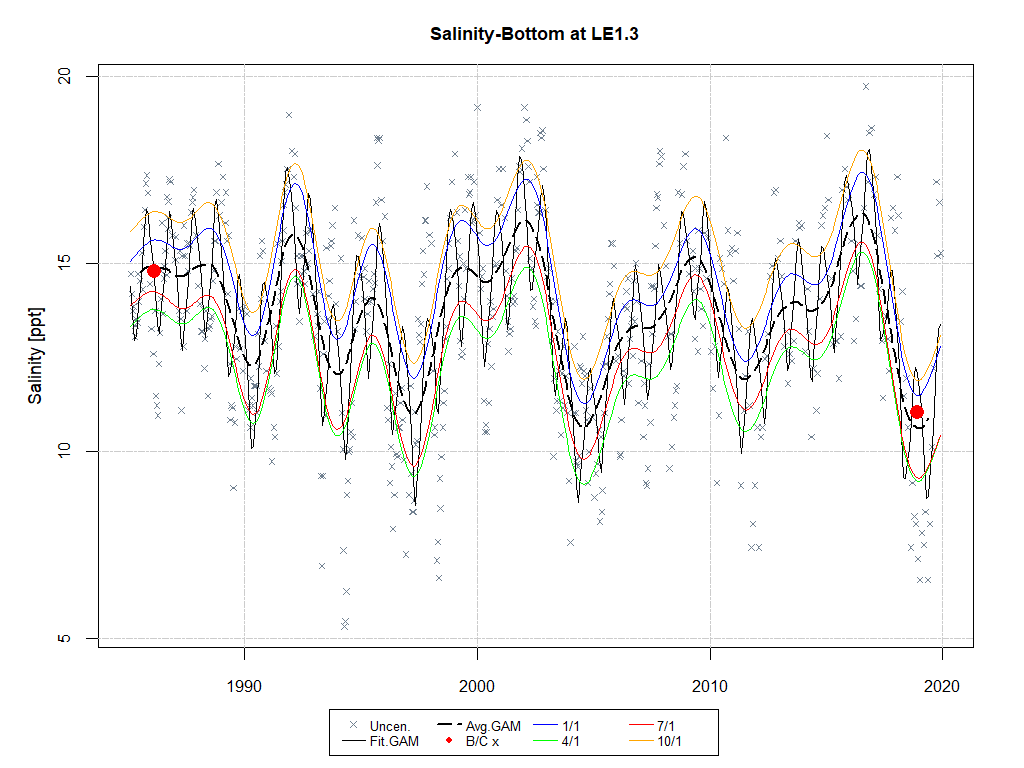 Salinity-Bottom at LE1.3
20
15
10
5
Salinity [ppt]
1990 2000 2010 2020
Uncen. Avg.GAM 1/1 7/1
Fit.GAM B/C x 4/1 10/1